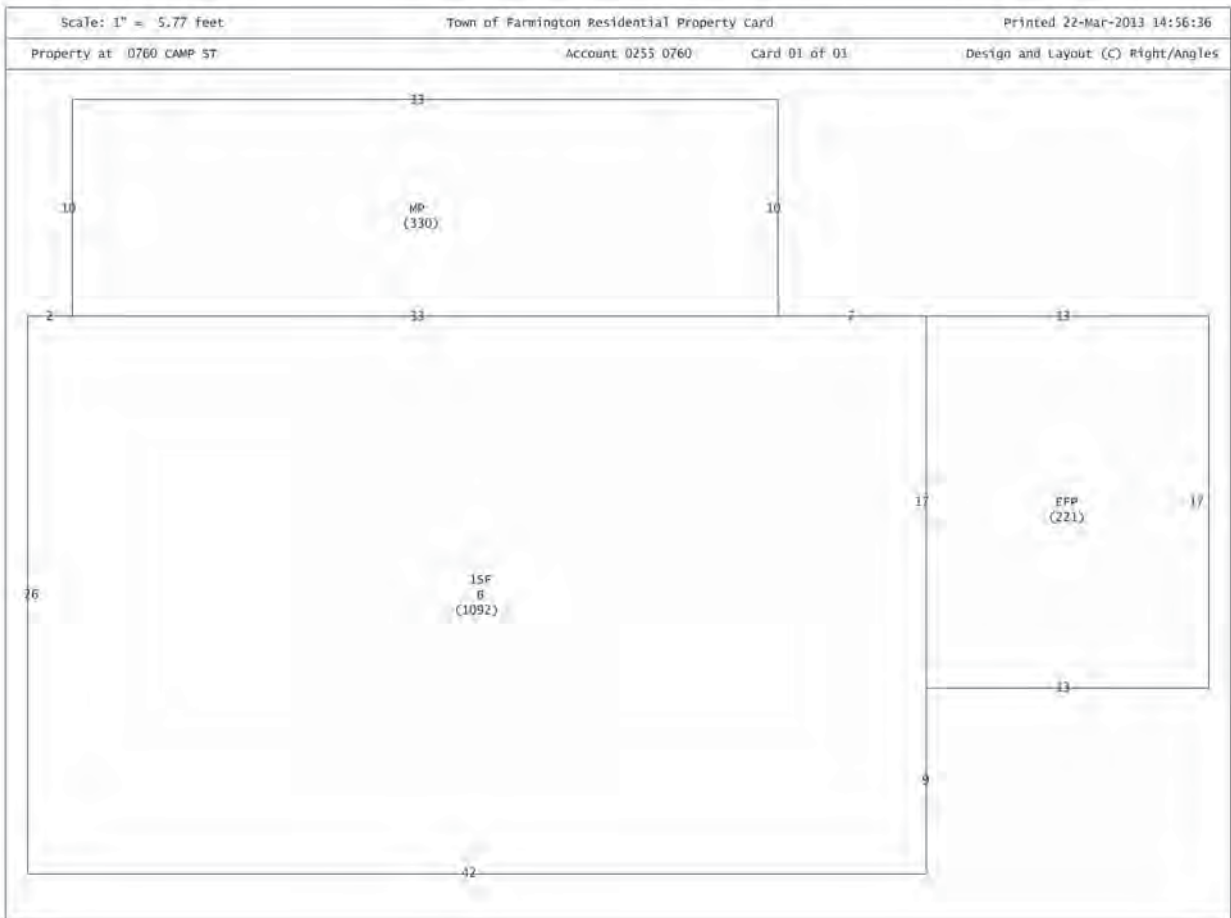 Scale: 1" = 5.77 feet Town of Farmington Residential Property Card Printed 22-Mar-2013 14:56:36
Property at 0760 CAMP ST Account 0255 0760 Card 01 of 01 Design and Layout (C) Right/Angles
33
10 MP 10
(330)
2 33 7 13
17 EFP 17
(221)
1SF
26 B
(1092)
13
9
42